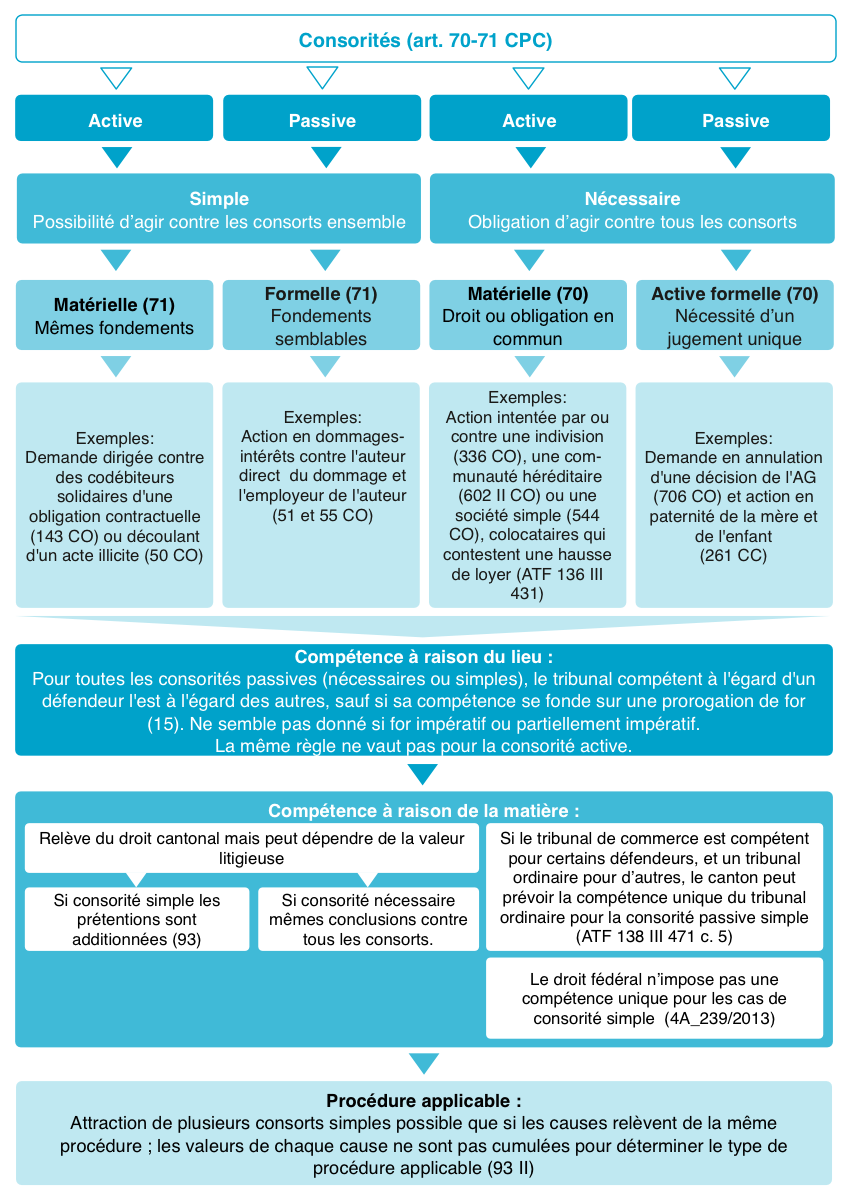 Consorités (art. 70-71 CPC)
Active
Passive
Active
Passive
Simple
Possibilité d'agir contre les consorts ensemble
Nécessaire
Obligation d'agir contre tous les consorts
Matérielle (71)
Mêmes fondements
Formelle (71)
Fondements
semblables
Matérielle (70)
Droit ou obligation en
commun
Active formelle (70)
Nécessité d'un
jugement unique
Exemples:
Demande dirigée contre
des codébiteurs
solidaires d'une
obligation contractuelle
(143 CO) ou découlant
d'un acte illicite (50 CO)
Exemples:
Action en dommages-
intérêts contre l'auteur
direct  du dommage et
l'employeur de l'auteur
(51 et 55 CO)
Exemples:
Action intentée par ou
contre une indivision
(336 CO), une com-
munauté héréditaire
(602 II CO) ou une
société simple (544
CO), colocataires qui
contestent une hausse
de loyer (ATF 136 III
431)
Exemples:
Demande en annulation
d'une décision de l'AG
(706 CO) et action en
paternité de la mère et
de l'enfant
(261 CC)
Compétence à raison du lieu :
Pour toutes les consorités passives (nécessaires ou simples), le tribunal compétent à l'égard d'un
défendeur l'est à l'égard des autres, sauf si sa compétence se fonde sur une prorogation de for
(15). Ne semble pas donné si for impératif ou partiellement impératif.
La même règle ne vaut pas pour la consorité active.
Compétence à raison de la matière :
Relève du droit cantonal mais peut dépendre de la valeur
litigieuse
Si consorité simple les
prétentions sont
additionnées (93)
Si consorité nécessaire
mêmes conclusions contre
tous les consorts.
Si le tribunal de commerce est compétent
pour certains défendeurs, et un tribunal
ordinaire pour d'autres, le canton peut
prévoir la compétence unique du tribunal
ordinaire pour la consorité passive simple
(ATF 138 III 471 c. 5)
Le droit fédéral n'impose pas une
compétence unique pour les cas de
consorité simple  (4A_239/2013)
Procédure applicable :
Attraction de plusieurs consorts simples possible que si les causes relèvent de la même
procédure ; les valeurs de chaque cause ne sont pas cumulées pour déterminer le type de
procédure applicable (93 II)